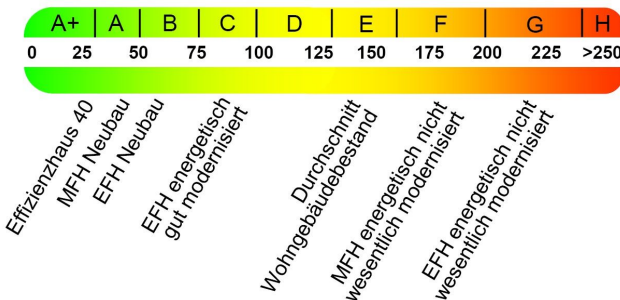 A+ A B C D E F G H
0 25 50 75 100 125 150 175 200 225 >250
Effizienzhaus 40
MFH Neubau
EFH Neubau
EFH energetisch
gut modernisiert
Durchschnitt
Wohngebäudebestand
MFH energetisch nicht
wesentlich modernisiert
EFH energetisch nicht
wesentlich modernisiert